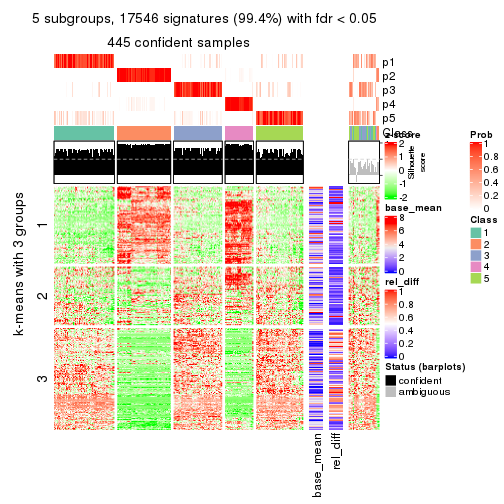 5 subgroups, 17546 signatures (99.4%) with fdr < 0.05
445 confident samples
p1
p2
p3
p4
p5
Class
Silhouette
score
k-means with 3 groups
1
2
3
base_mean
rel_diff
z-score
2
1
0
-1
-2
base_mean
8
6
4
2
0
rel_diff
1
0.8
0.6
0.4
0.2
0
Status (barplots)
confident
ambiguous
Prob
1
0.8
0.6
0.4
0.2
0
Class
1
2
3
4
5